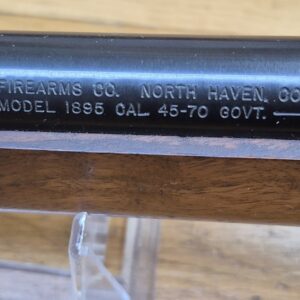 FIREARMS CO. NORTH HAVEN, CO
MODEL 1895 CAL. 45-70 GOVT. —